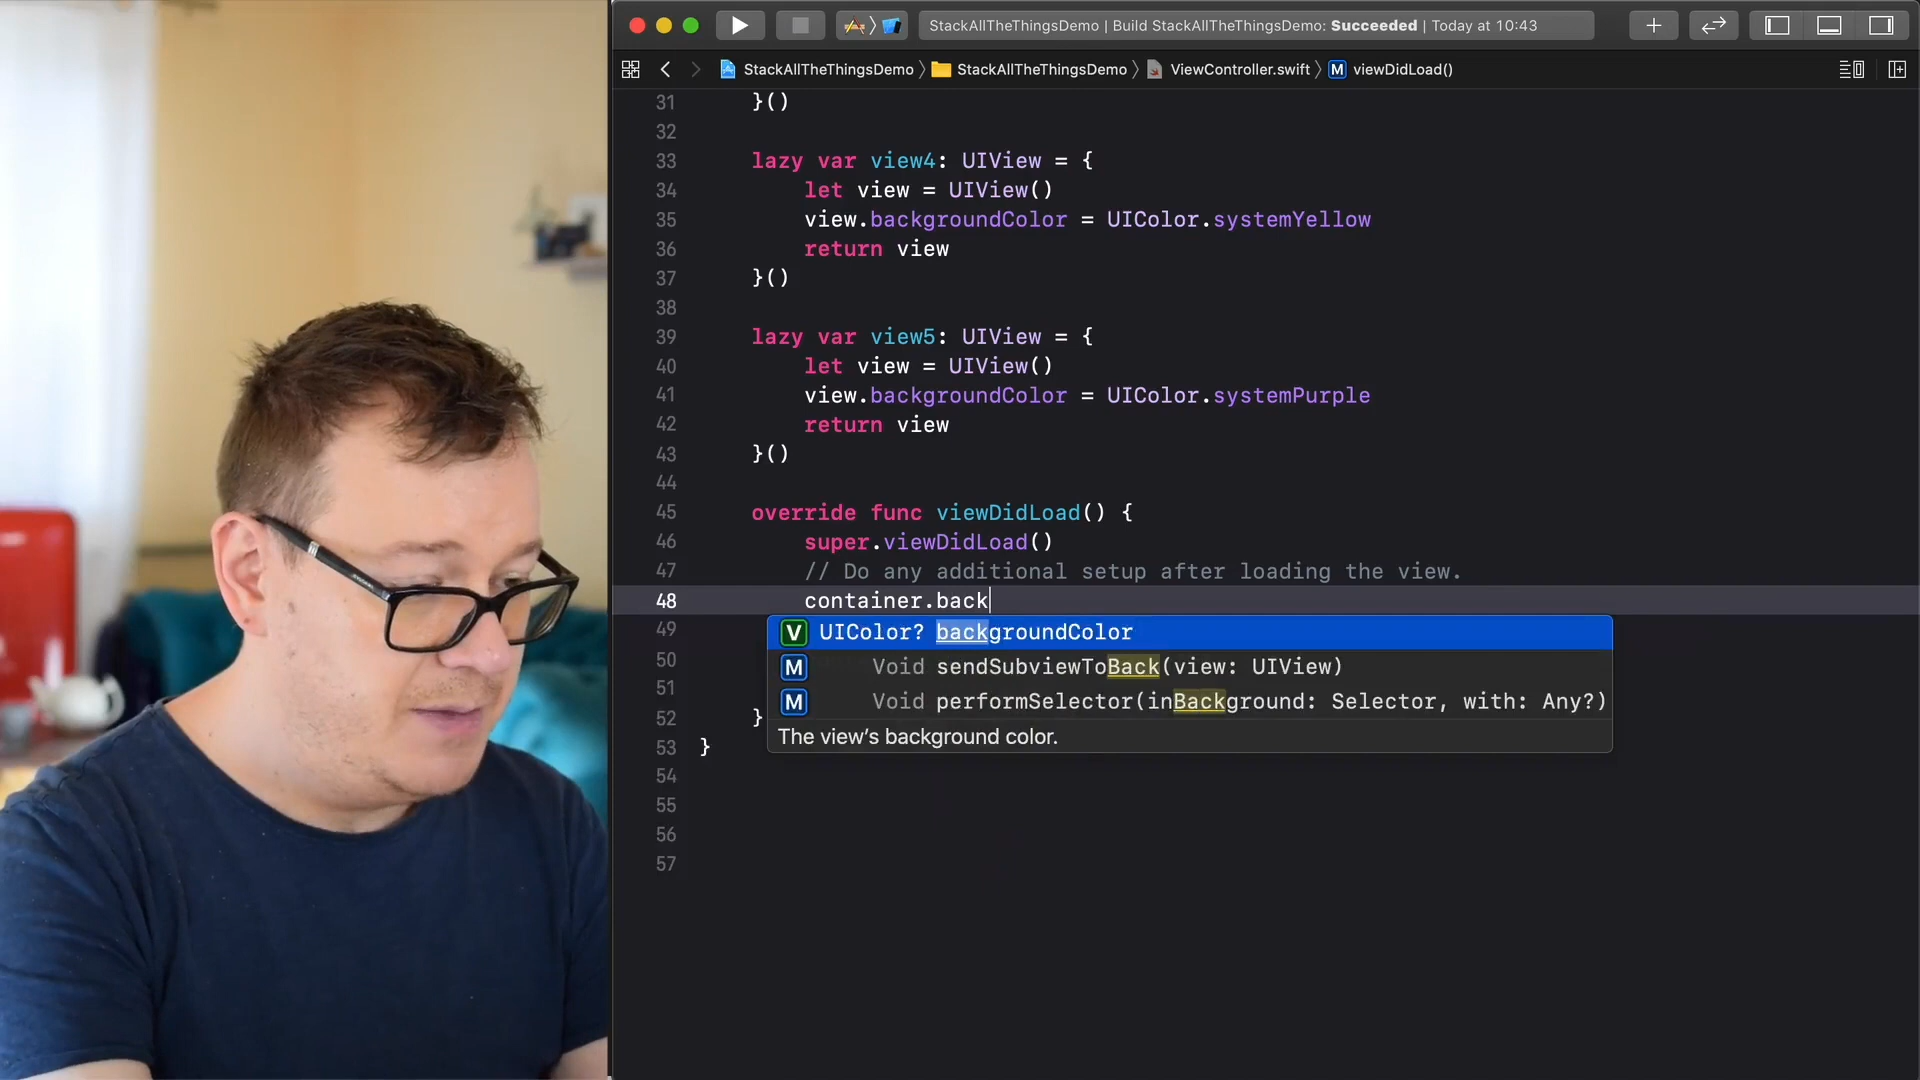 StackAllTheThingsDemo | Build StackAllTheThingsDemo: Succeeded | Today at 10:43
StackAllTheThingsDemo 〉 StackAllTheThingsDemo 〉 ViewController.swift 〉 M viewDidLoad()
31 }()
32
33 lazy var view4: UIView = {
34 let view = UIView()
35 view.backgroundColor = UIColor.systemYellow
36 return view
37 }()
38
39 lazy var view5: UIView = {
40 let view = UIView()
41 view.backgroundColor = UIColor.systemPurple
42 return view
43 }()
44
45 override func viewDidLoad() {
46 super.viewDidLoad()
47 // Do any additional setup after loading the view.
48 container.back
49 V UIColor? backgroundColor
50 M Void sendSubviewToBack(view: UIView)
51 M Void performSelector(inBackground: Selector, with: Any?)
52 }
The view's background color.
53 }
54
55
56
57